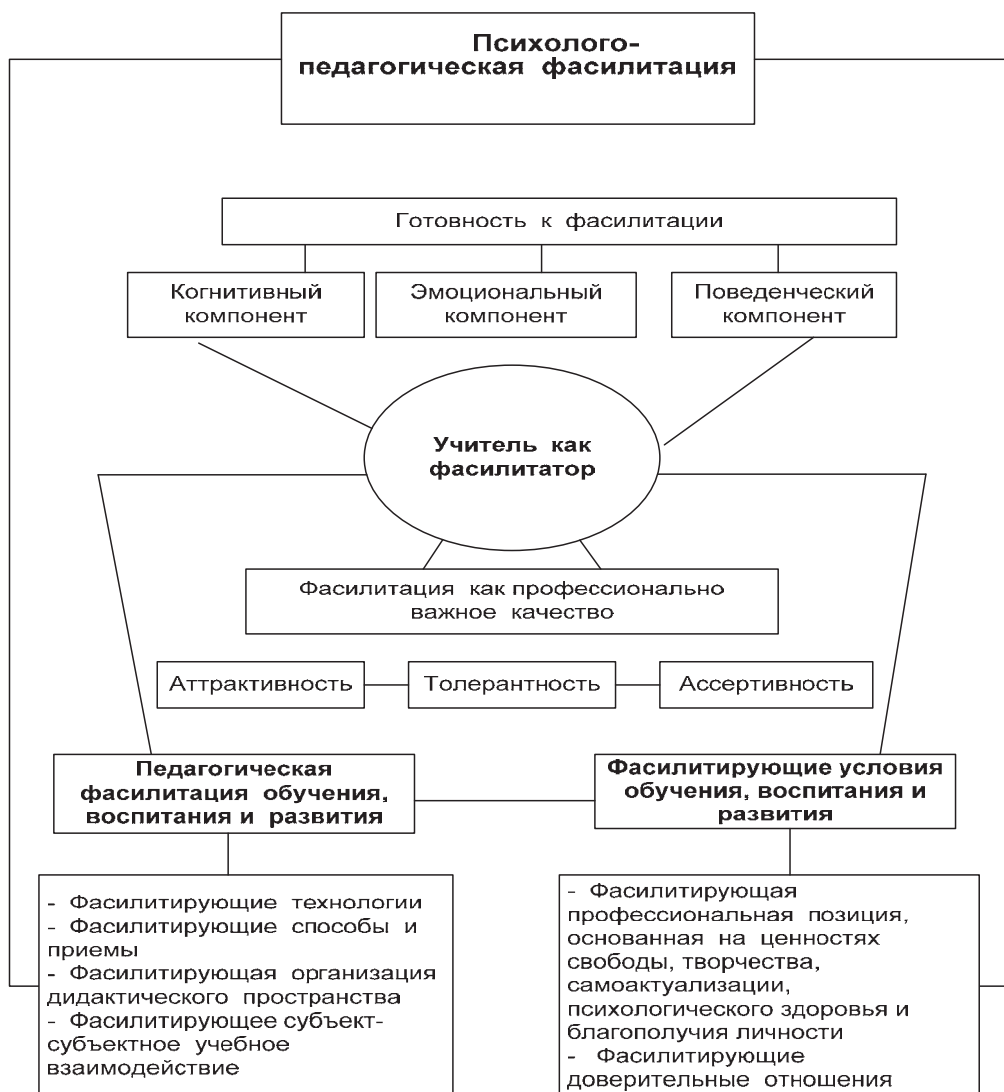 Психолого-
педагогическая фасилитация
Готовность к фасилитации
Когнитивный
компонент
Эмоциональный
компонент
Поведенческий
компонент
Учитель как
фасилитатор
Фасилитация как профессионально
важное качество
Аттрактивность
Толерантность
Ассертивность
Педагогическая
фасилитация обучения,
воспитания и развития
Фасилитирующие условия
обучения, воспитания и
развития
- Фасилитирующие технологии
- Фасилитирующие способы и
приемы
- Фасилитирующая организация
дидактического пространства
- Фасилитирующее субъект-
субъектное учебное
взаимодействие
- Фасилитирующая
профессиональная позиция,
основанная на ценностях
свободы, творчества,
самоактуализации,
психологического здоровья и
благополучия личности
- Фасилитирующие
доверительные отношения